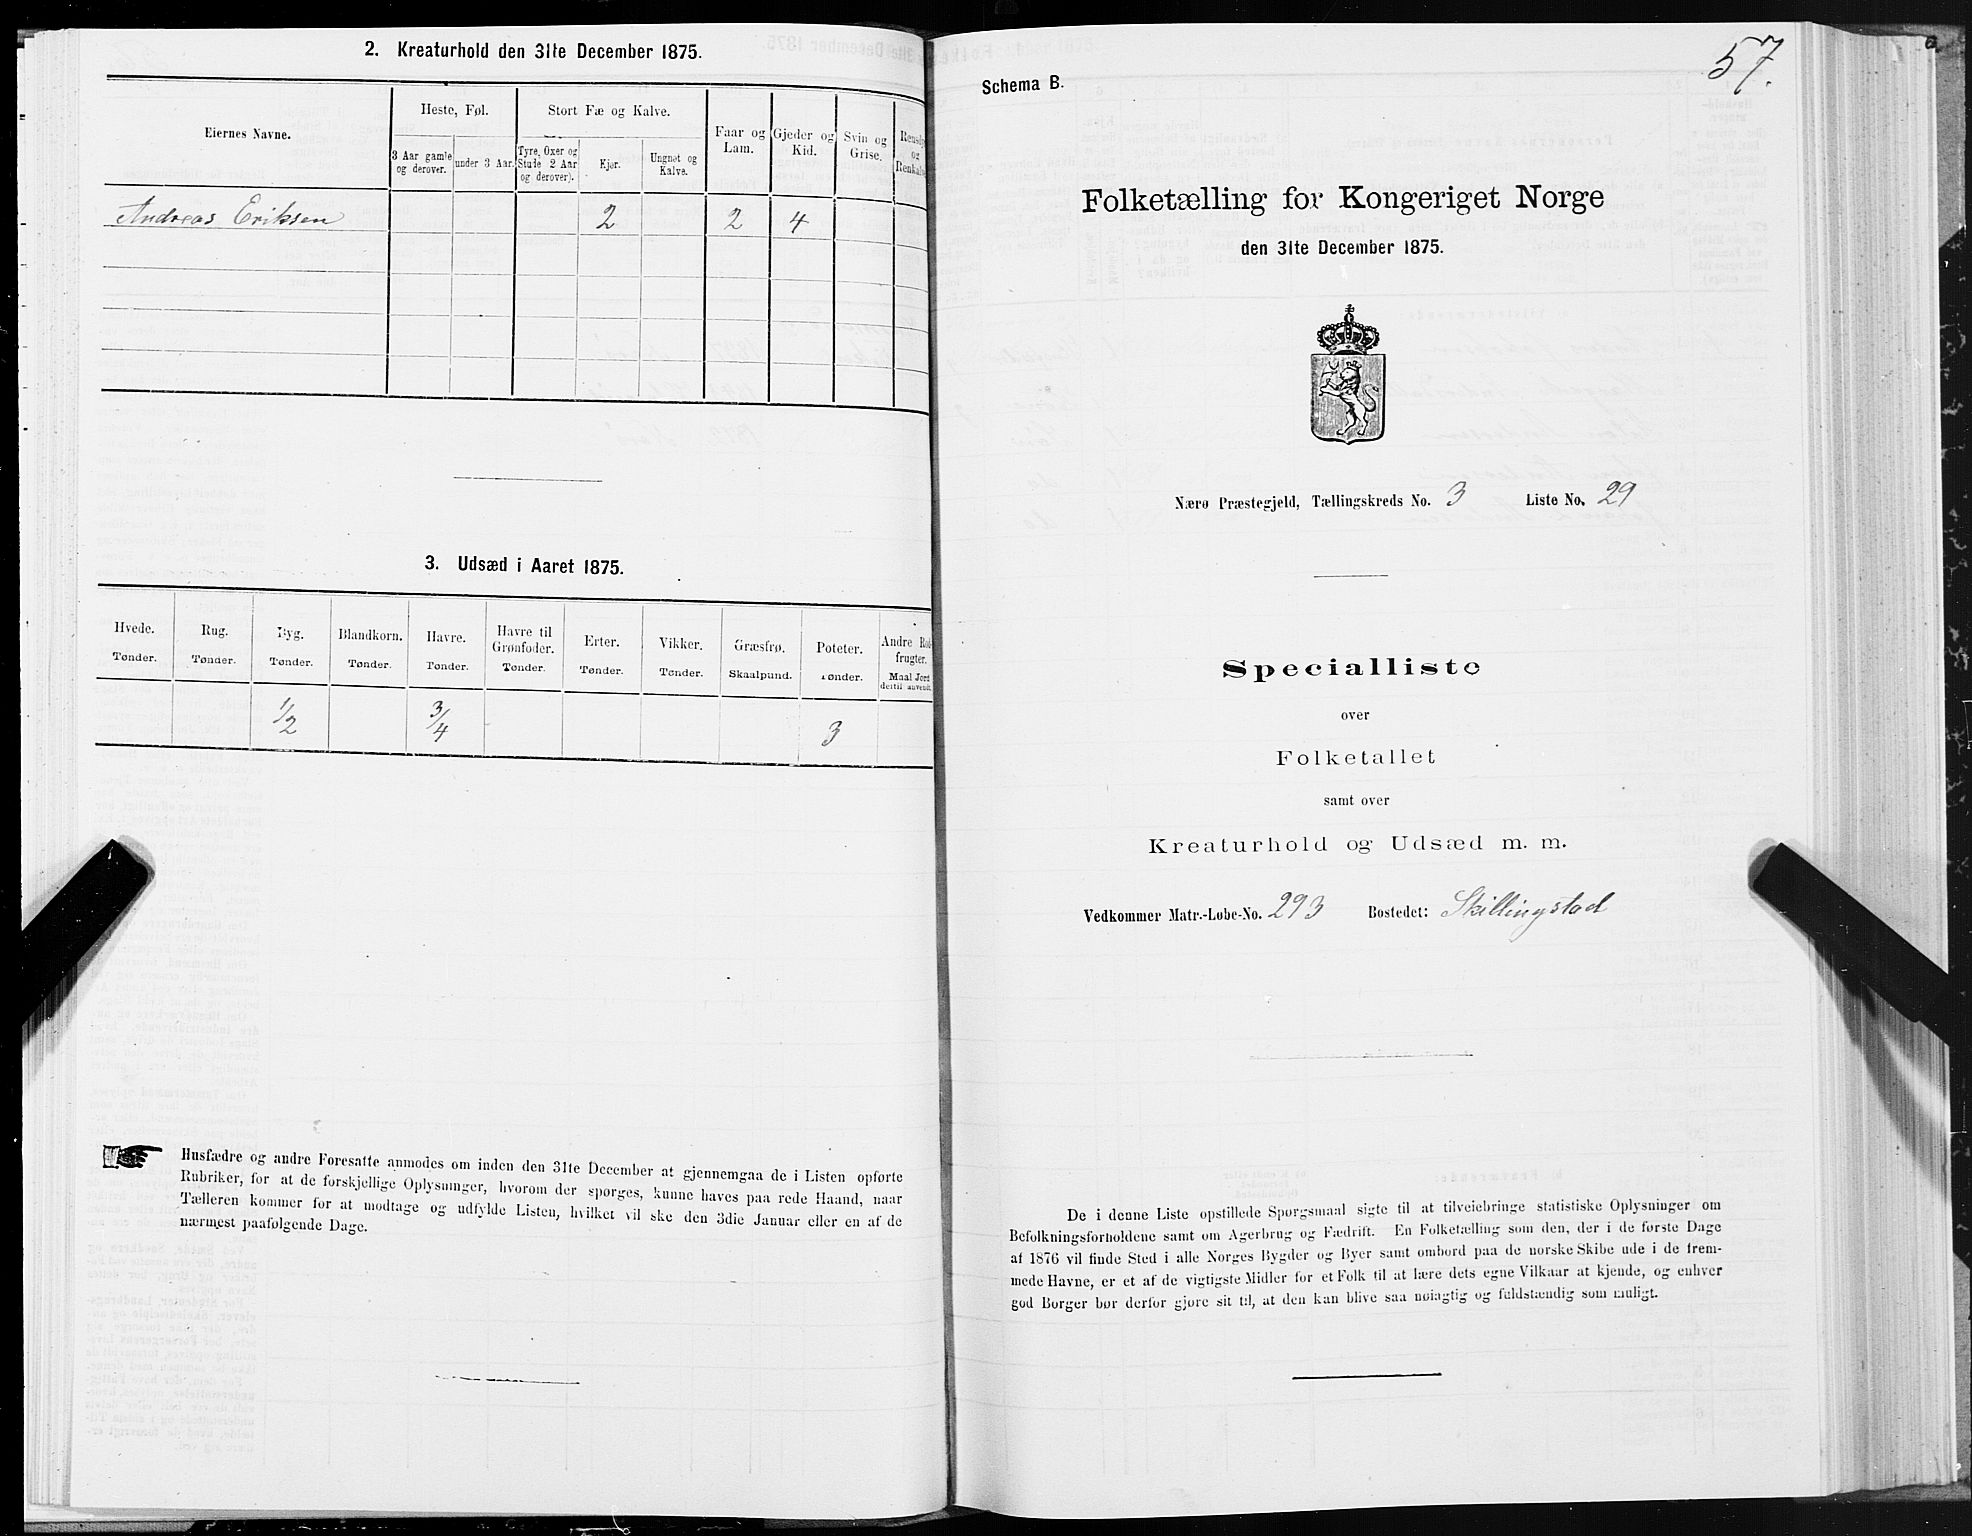 2. Kreaturhold den 31te December 1875.
Eiernes Navne.
Heste, Føl.
Stort Fæ og Kalve.
Faar og Lam.
Gjeder og Kid.
Svin og Grise.
og
3 Aar gamle og derover.
under 3 Aar.
Tyre, Oxer og Stude 2 Aar og derover).
Kjør.
Ungnøt og Kalve.
Andreas Eriksen 2 2 4
3. Udsæd i Aaret 1875.
Hvede. Rug. Byg. Blandkorn. Havre. Havre til Grønfoder. Erter. Vikker. Græsfrø. Poteter. Andre Rodfrugter.
Tønder. Tønder. Tønder. Tønder. Tønder. Tønder. Tønder. Tønder. Skaalpund. Tønder. Maal Jord dertil anvendt.
1/2 3/4 3
Husfædre og andre Foresatte anmodes om inden den 31te December at gjennemgaa de i Listen opførte
Rubriker, for at de forskjellige Oplysninger, hvorom der spørges, kunne haves paa rede Haand, naar
Tælleren kommer for at modtage og udfylde Listen, hvilket vil ske den 3die Januar eller en af de
nærmest paafølgende Dage.
57.
Schema B.
Folketælling for Kongeriget Norge
den 31te December 1875.
Nærø Præstegjeld, Tællingskreds No. 3 Liste No. 29
Specialliste
over
Folketallet
samt over
Kreaturhold og Udsæd m. m.
Vedkommer Matr.-Løbe-No. 293 Bostedet: Skillingstad
De i denne Liste opstillede Spørgsmaal sigte til at tilveiebringe statistiske Oplysninger om
Befolkningsforholdene samt om Agerbrug og Fædrift. En Folketælling som den, der i de første Dage
af 1876 vil finde Sted i alle Norges Bygder og Byer samt ombord paa de norske Skibe ude i de frem-
mede Havne, er et af de vigtigste Midler for et Folk til at lære dets egne Vilkaar at kjende, og enhver
god Borger bør derfor gjøre sit til, at den kan blive saa nøiagtig og fuldstændig som muligt.